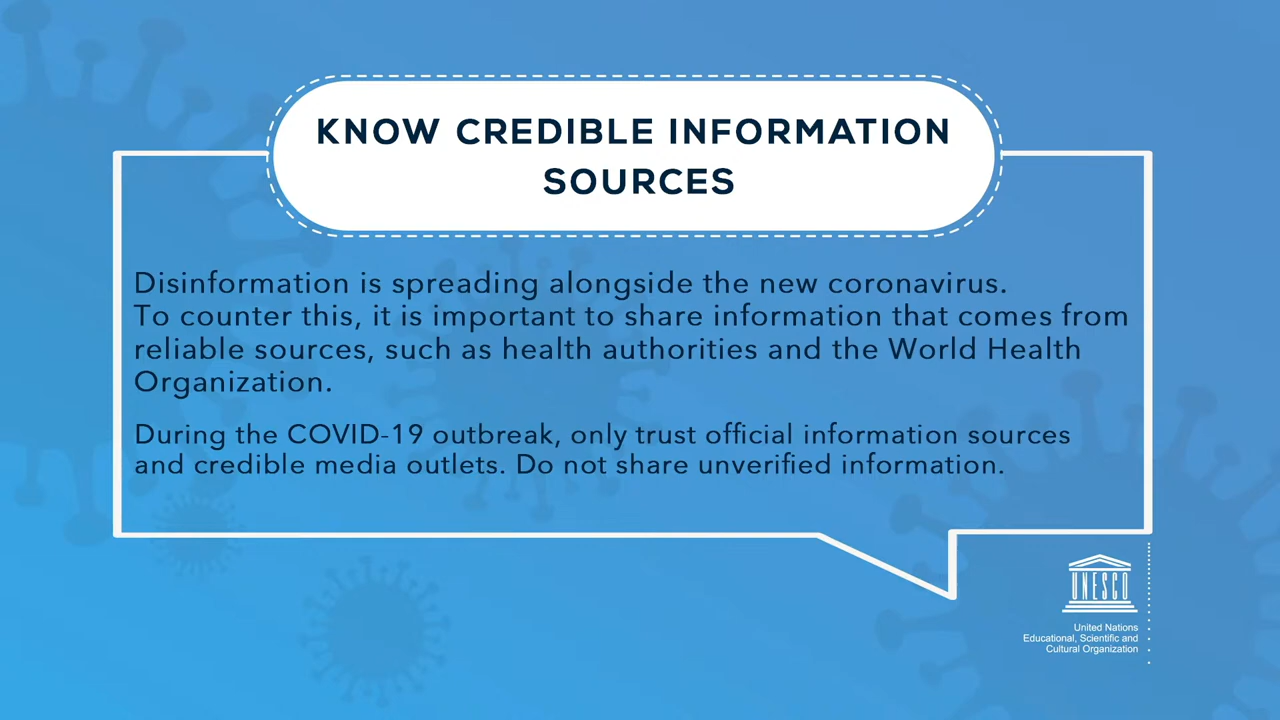 KNOW CREDIBLE INFORMATION
SOURCES
Disinformation is spreading alongside the new coronavirus.
To counter this, it is important to share information that comes from
reliable sources, such as health authorities and the World Health
Organization.
During the COVID-19 outbreak, only trust official information sources
and credible media outlets. Do not share unverified information.
UNESCO
United Nations
Educational, Scientific and
Cultural Organization